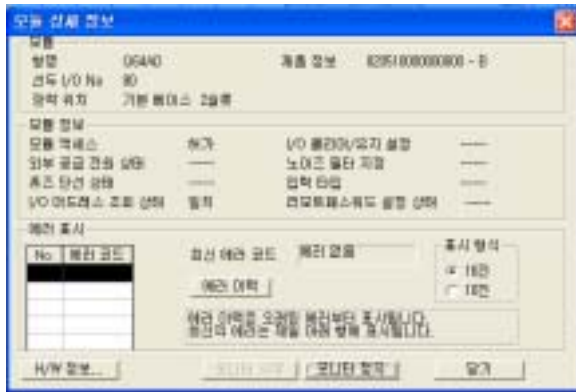 모듈 상세 정보
모듈
형명 Q64AD 제품 정보 020510000000000 - B
선두 I/O No 80
장착 위치 기본 베이스 2슬롯
모듈 정보
모듈 액세스 허가 I/O 클리어/유지 설정 ----
외부 공급 전원 상태 ---- 노이즈 필터 지정 ----
퓨즈 단선 상태 ---- 입력 타입 ----
I/O 어드레스 조회 상태 일치 리모트패스워드 설정 상태 ----
에러 표시
No 에러 코드 최신 에러 코드 에러 없음 표시 형식
에러 이력
에러 이력은 오래된 에러부터 표시됩니다.
최신의 에러는 제일 아래 행에 표시됩니다.
H/W 정보... 모니터 정지 닫기